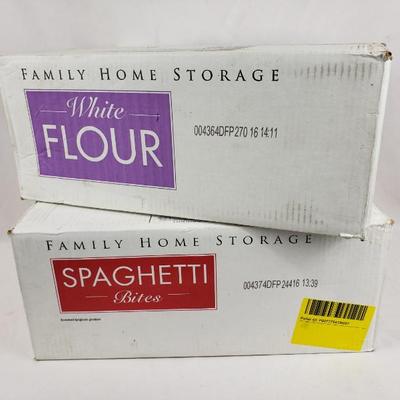 FAMILY HOME STORAGE
White
FLOUR
004364DFP270 16 14:11
FAMILY HOME STORAGE
SPAGHETTI
Bites
004374DFP24416 13:39